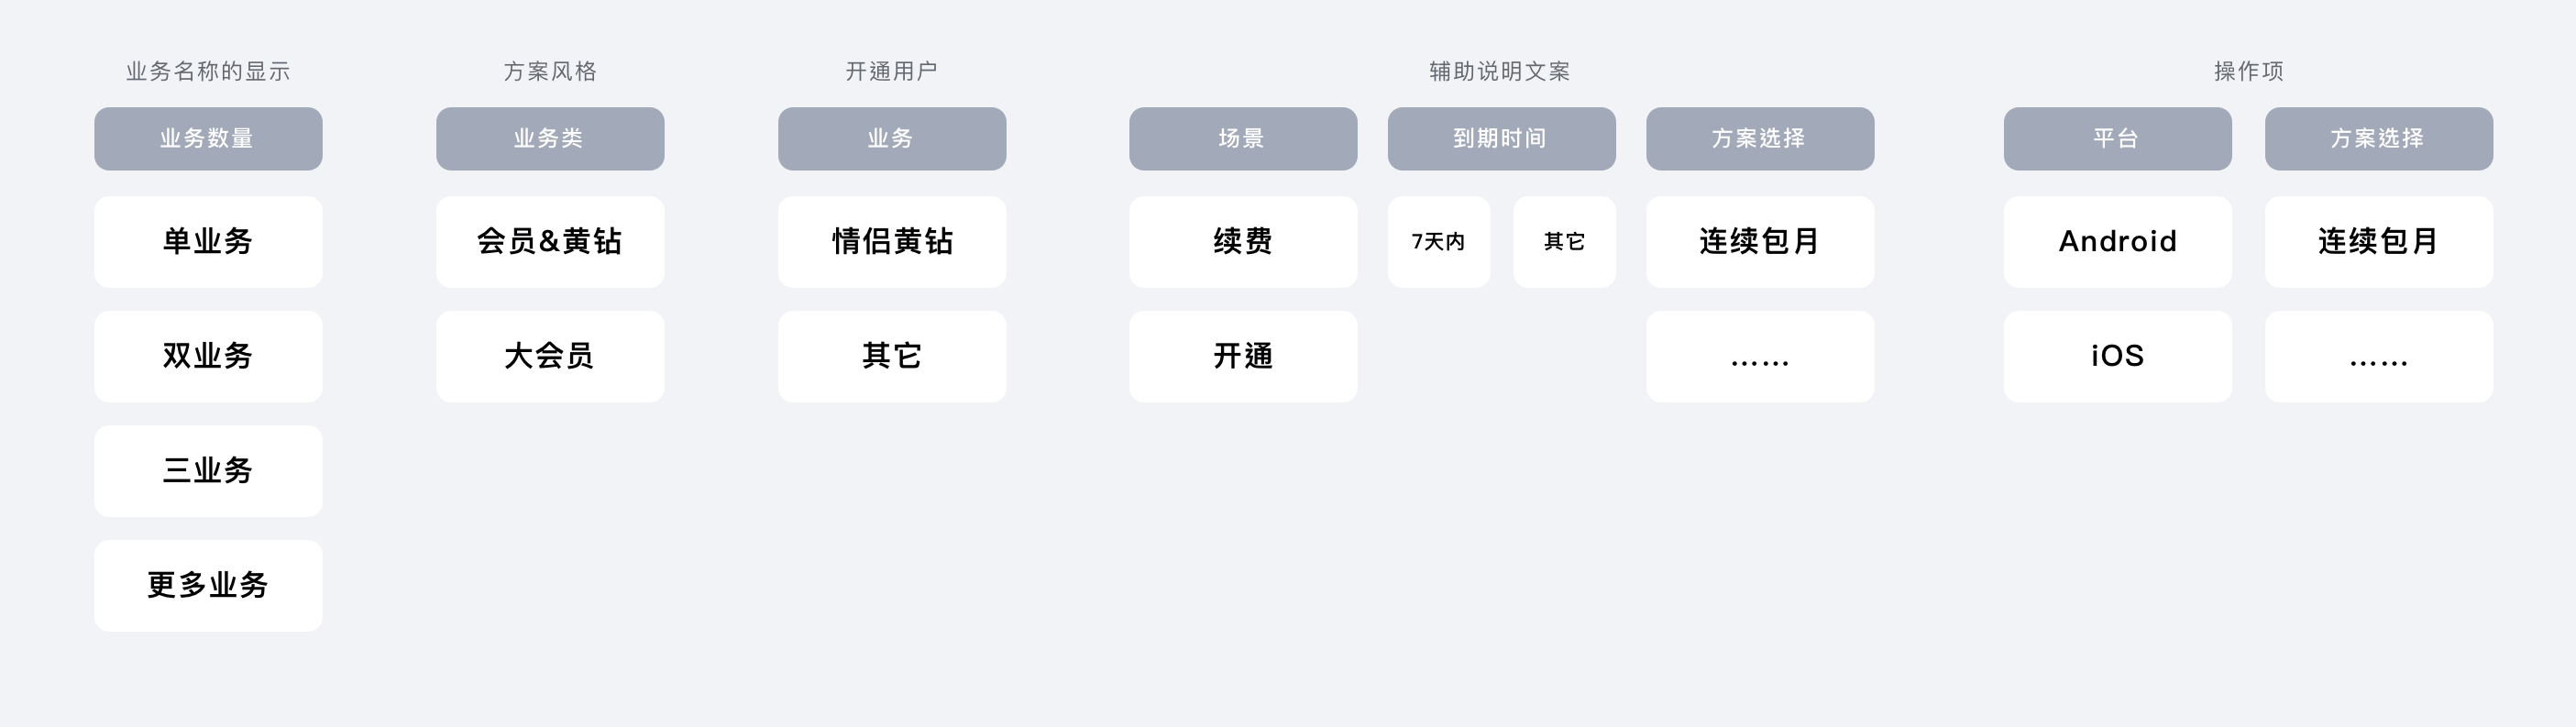 业务名称的显示
方案风格
开通用户
辅助说明文案
操作项
业务数量
业务类
业务
场景
到期时间
方案选择
平台
方案选择
单业务
会员&黄钻
情侣黄钻
续费
7天内
其它
连续包月
Android
连续包月
双业务
大会员
其它
开通
……
iOS
……
三业务
更多业务